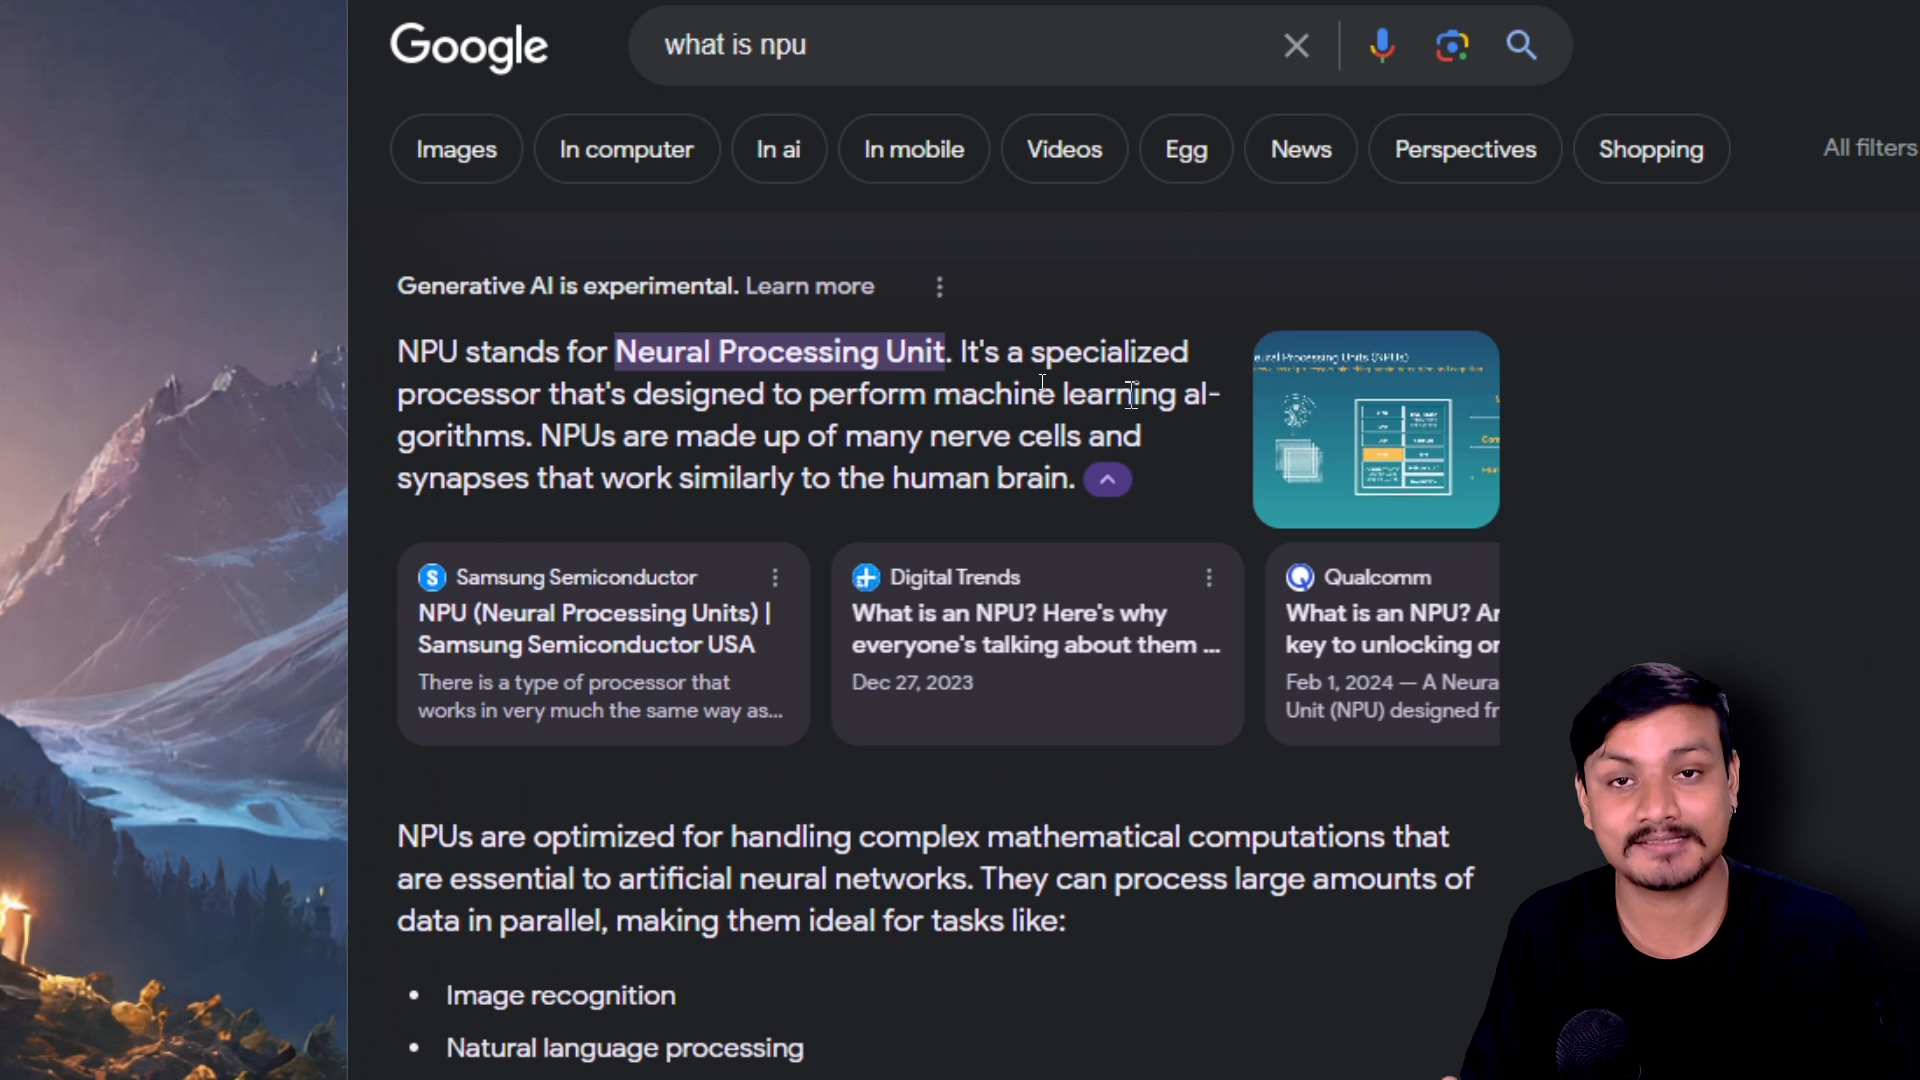 Google
what is npu
Images
In computer
In ai
In mobile
Videos
Egg
News
Perspectives
Shopping
All filters
Generative AI is experimental. Learn more
NPU stands for Neural Processing Unit. It's a specialized
processor that's designed to perform machine learning al-
gorithms. NPUs are made up of many nerve cells and
synapses that work similarly to the human brain.
eural Processing Units (NPUs)
Samsung Semiconductor
NPU (Neural Processing Units) |
Samsung Semiconductor USA
There is a type of processor that
works in very much the same way as...
Digital Trends
What is an NPU? Here's why
everyone's talking about them ...
Dec 27, 2023
Qualcomm
What is an NPU? Ar
key to unlocking or
Feb 1, 2024 — A Neura
Unit (NPU) designed fr
NPUs are optimized for handling complex mathematical computations that
are essential to artificial neural networks. They can process large amounts of
data in parallel, making them ideal for tasks like:
• Image recognition
• Natural language processing